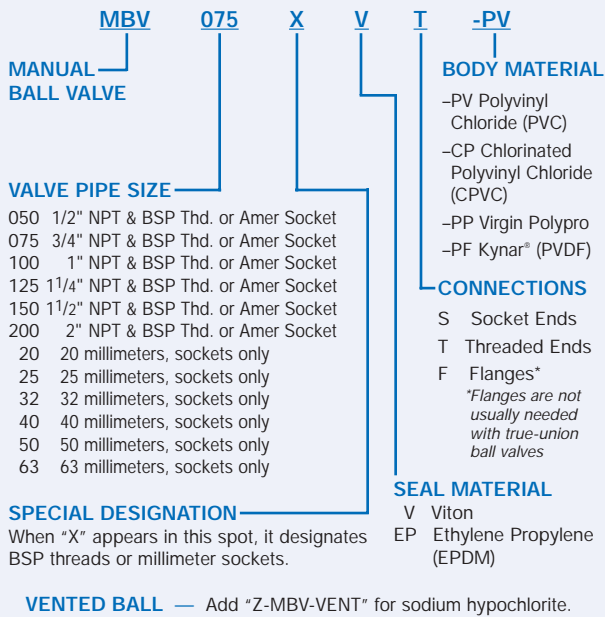 MBV 075 X V T -PV
MANUAL
BALL VALVE
VALVE PIPE SIZE
050 1/2" NPT & BSP Thd. or Amer Socket
075 3/4" NPT & BSP Thd. or Amer Socket
100 1" NPT & BSP Thd. or Amer Socket
125 11/4" NPT & BSP Thd. or Amer Socket
150 11/2" NPT & BSP Thd. or Amer Socket
200 2" NPT & BSP Thd. or Amer Socket
20 20 millimeters, sockets only
25 25 millimeters, sockets only
32 32 millimeters, sockets only
40 40 millimeters, sockets only
50 50 millimeters, sockets only
63 63 millimeters, sockets only
SPECIAL DESIGNATION
When "X" appears in this spot, it designates
BSP threads or millimeter sockets.
BODY MATERIAL
–PV Polyvinyl
Chloride (PVC)
–CP Chlorinated
Polyvinyl Chloride
(CPVC)
–PP Virgin Polypro
–PF Kynar® (PVDF)
CONNECTIONS
S Socket Ends
T Threaded Ends
F Flanges*
*Flanges are not
usually needed
with true-union
ball valves
SEAL MATERIAL
V Viton
EP Ethylene Propylene
(EPDM)
VENTED BALL — Add "Z-MBV-VENT" for sodium hypochlorite.